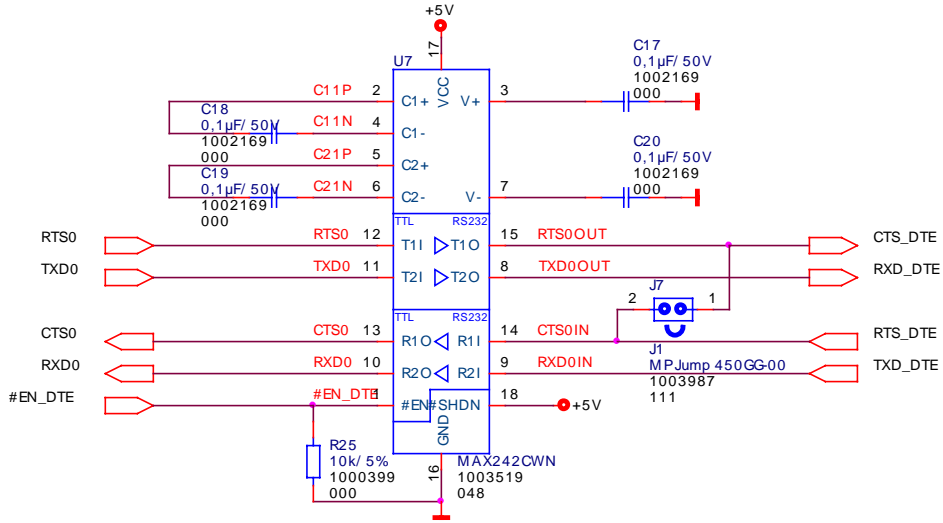 +5V
17
U7
VCC
C17
0,1µF/ 50V
1002169
000
C11P
2
C1+
V+
3
C18
0,1µF/ 50V
1002169
000
C11N
4
C1-
C21P
5
C2+
C20
0,1µF/ 50V
1002169
000
C19
0,1µF/ 50V
1002169
000
C21N
6
C2-
V-
7
TTL
RS232
RTS0
RTS0
12
T1I
T1O
15
RTS0OUT
CTS_DTE
TXD0
TXD0
11
T2I
T2O
8
TXD0OUT
RXD_DTE
J7
2
1
TTL
RS232
CTS0
CTS0
13
R1O
R1I
14
CTS0IN
RTS_DTE
J1
MPJump 450GG-00
1003987
111
RXD0
RXD0
10
R2O
R2I
9
RXD0IN
TXD_DTE
#EN_DTE
#EN_DTE
1
#EN
#SHDN
18
+5V
GND
16
R25
10k/ 5%
1000399
000
MAX242CWN
1003519
048